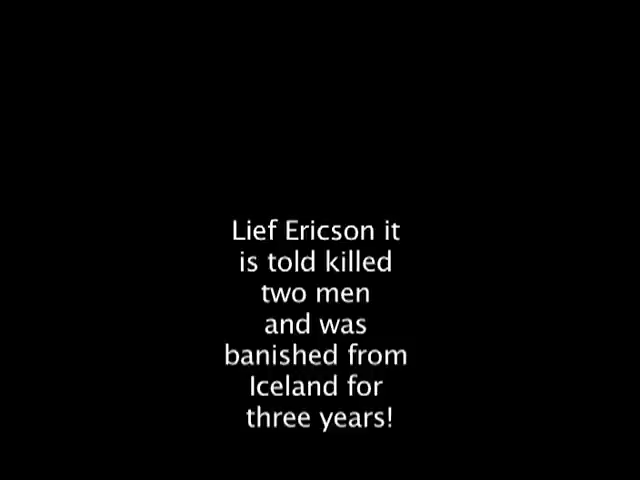 Lief Ericson it
is told killed
two men
and was
banished from
Iceland for
three years!